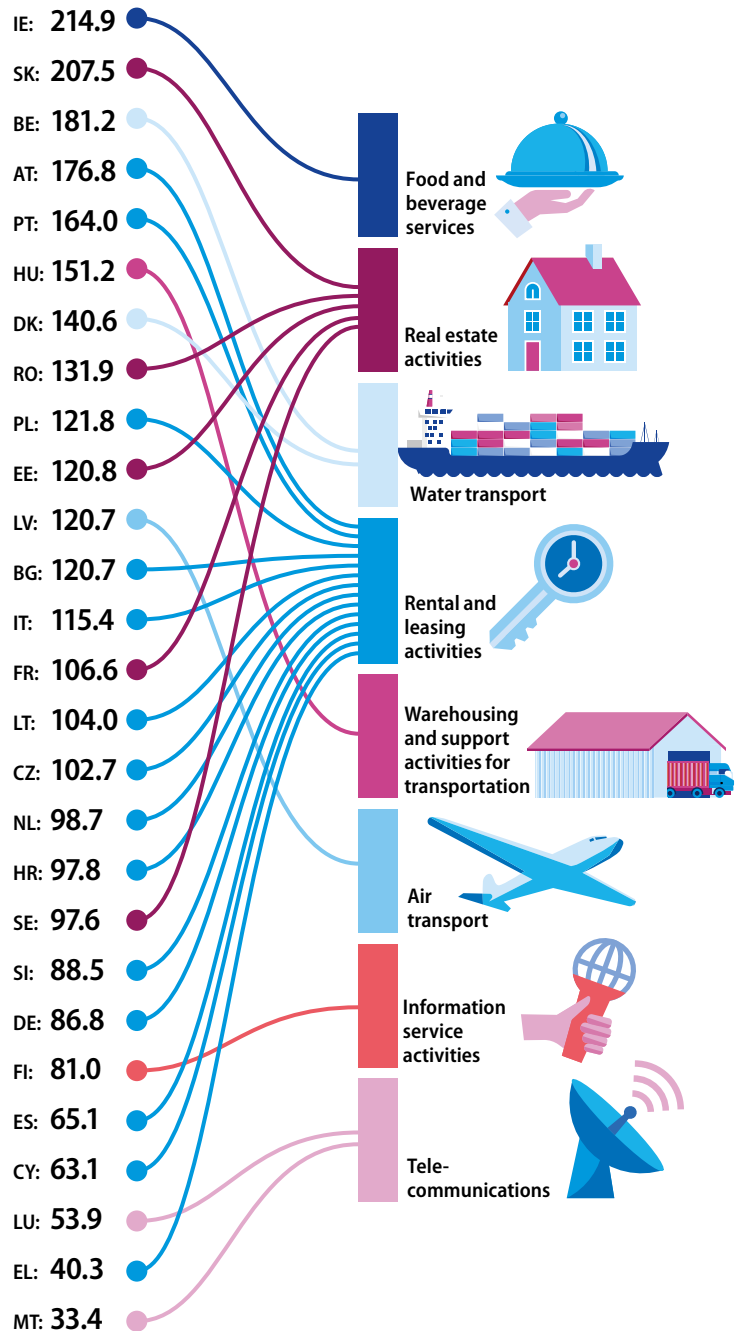 IE: 214.9
SK: 207.5
BE: 181.2
AT: 176.8
PT: 164.0
HU: 151.2
DK: 140.6
RO: 131.9
PL: 121.8
EE: 120.8
LV: 120.7
BG: 120.7
IT: 115.4
FR: 106.6
LT: 104.0
CZ: 102.7
NL: 98.7
HR: 97.8
SE: 97.6
SI: 88.5
DE: 86.8
FI: 81.0
ES: 65.1
CY: 63.1
LU: 53.9
EL: 40.3
MT: 33.4
Food and
beverage
services
Real estate
activities
Water transport
Rental and
leasing
activities
Warehousing
and support
activities for
transportation
Air
transport
Information
service
activities
Tele-
communications